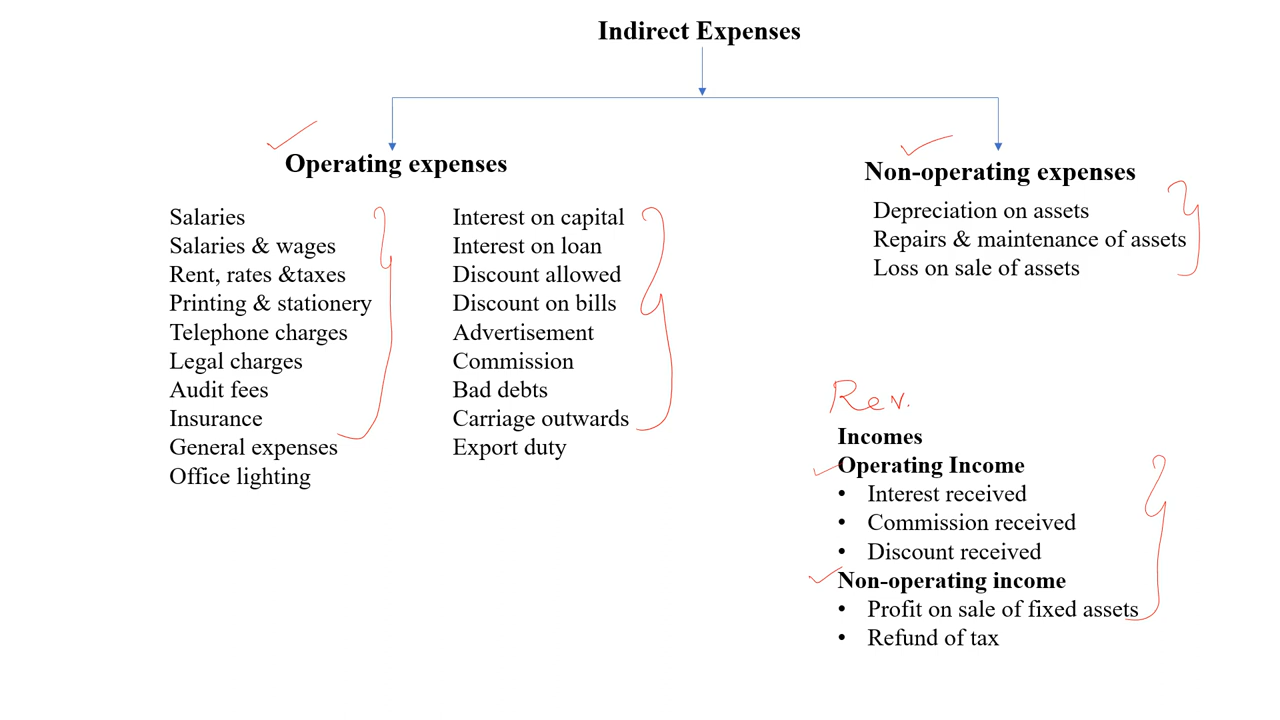 Indirect Expenses
Operating expenses
Salaries
Salaries & wages
Rent, rates &taxes
Printing & stationery
Telephone charges
Legal charges
Audit fees
Insurance
General expenses
Office lighting
Interest on capital
Interest on loan
Discount allowed
Discount on bills
Advertisement
Commission
Bad debts
Carriage outwards
Export duty
Non-operating expenses
Depreciation on assets
Repairs & maintenance of assets
Loss on sale of assets
Rev.
Incomes
Operating Income
• Interest received
• Commission received
• Discount received
Non-operating income
• Profit on sale of fixed assets
• Refund of tax